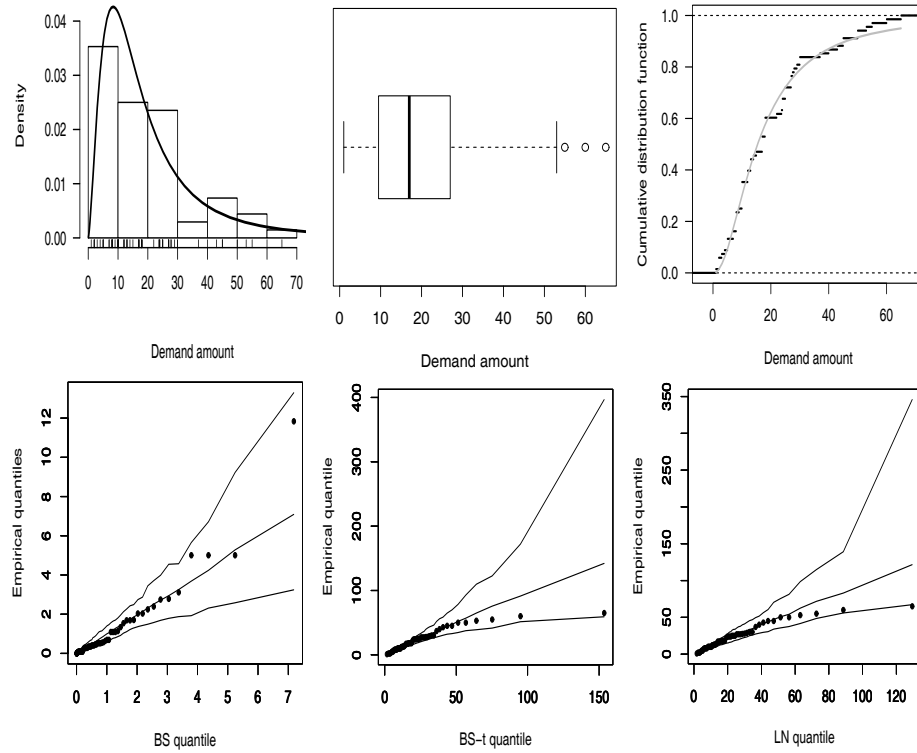 Density
0.04
0.03
0.02
0.01
0.00
0 10 20 30 40 50 60 70
Demand amount
0 10 20 30 40 50 60
Demand amount
Cumulative distribution function
1.0
0.8
0.6
0.4
0.2
0.0
0 20 40 60
Demand amount
Empirical quantiles
12
10
8
6
4
2
0
0 1 2 3 4 5 6 7
BS quantile
Empirical quantile
400
300
200
100
0
0 50 100 150
BS-t quantile
Empirical quantile
350
250
150
50
0
0 20 40 60 80 100 120
LN quantile